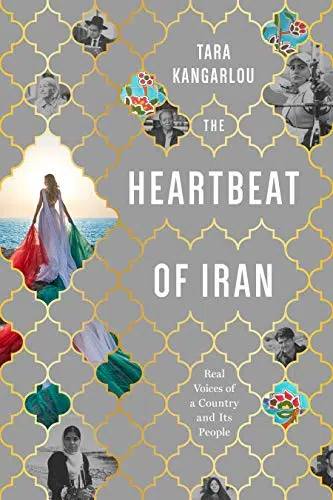 TARA
KANGARLOU
THE
HEARTBEAT
OF IRAN
Real
Voices of
a Country
and Its
People